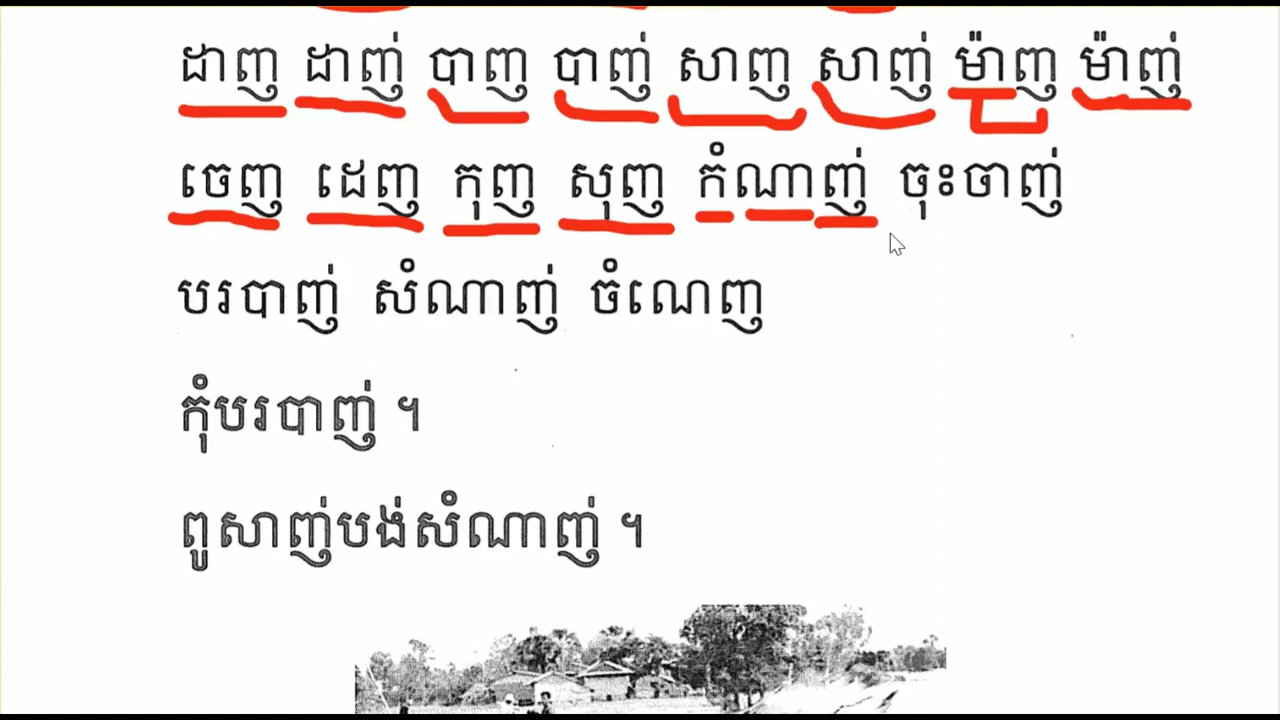 ដាញ ដាញ់ បាញ បាញ់ សាញ សាញ់ ម៉ាញ ម៉ាញ់
ចេញ ដេញ កុញ សុញ កំណាញ់ ចុះចាញ់
បរបាញ់ សំណាញ់ ចំណេញ
កុំបរបាញ់ ។
ពូសាញ់បង់សំណាញ់ ។